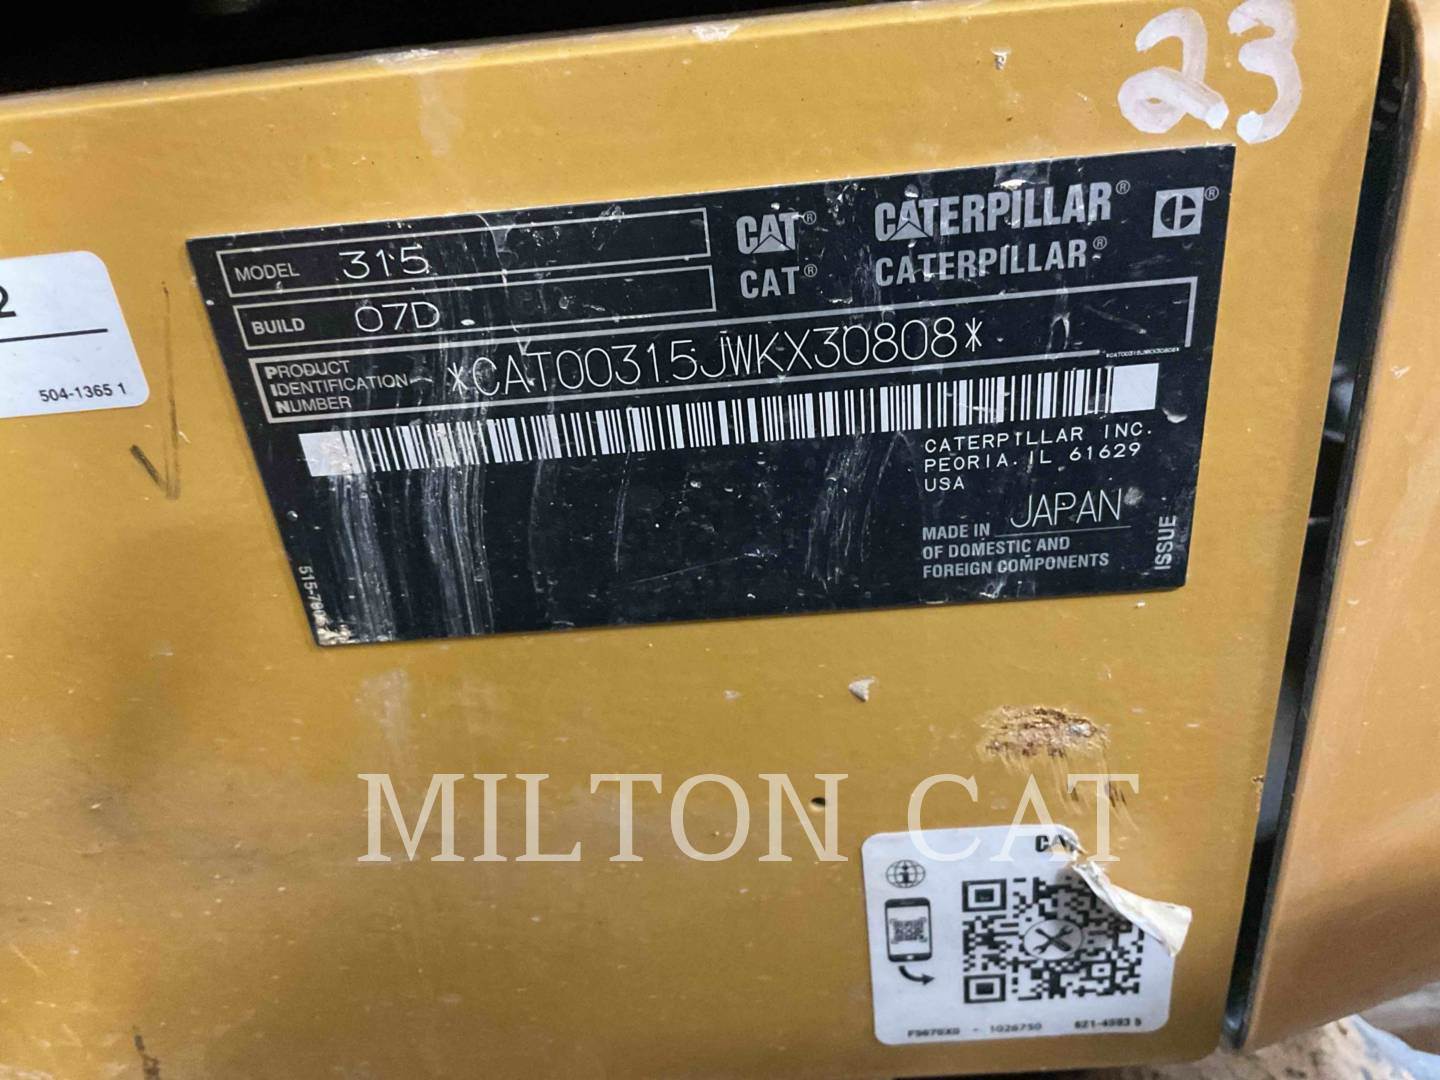 23
2
504-1365 1
MODEL 315
BUILD 07D
CAT® CATERPILLAR®
CAT® CATERPILLAR®
PRODUCT
IDENTIFICATION
NUMBER
*CAT00315JWKX30808*
*CAT00315JWKX30808*
CATERPILLAR INC.
PEORIA. IL 61629
USA
MADE IN JAPAN
OF DOMESTIC AND
FOREIGN COMPONENTS
ISSUE
MILTON CAT